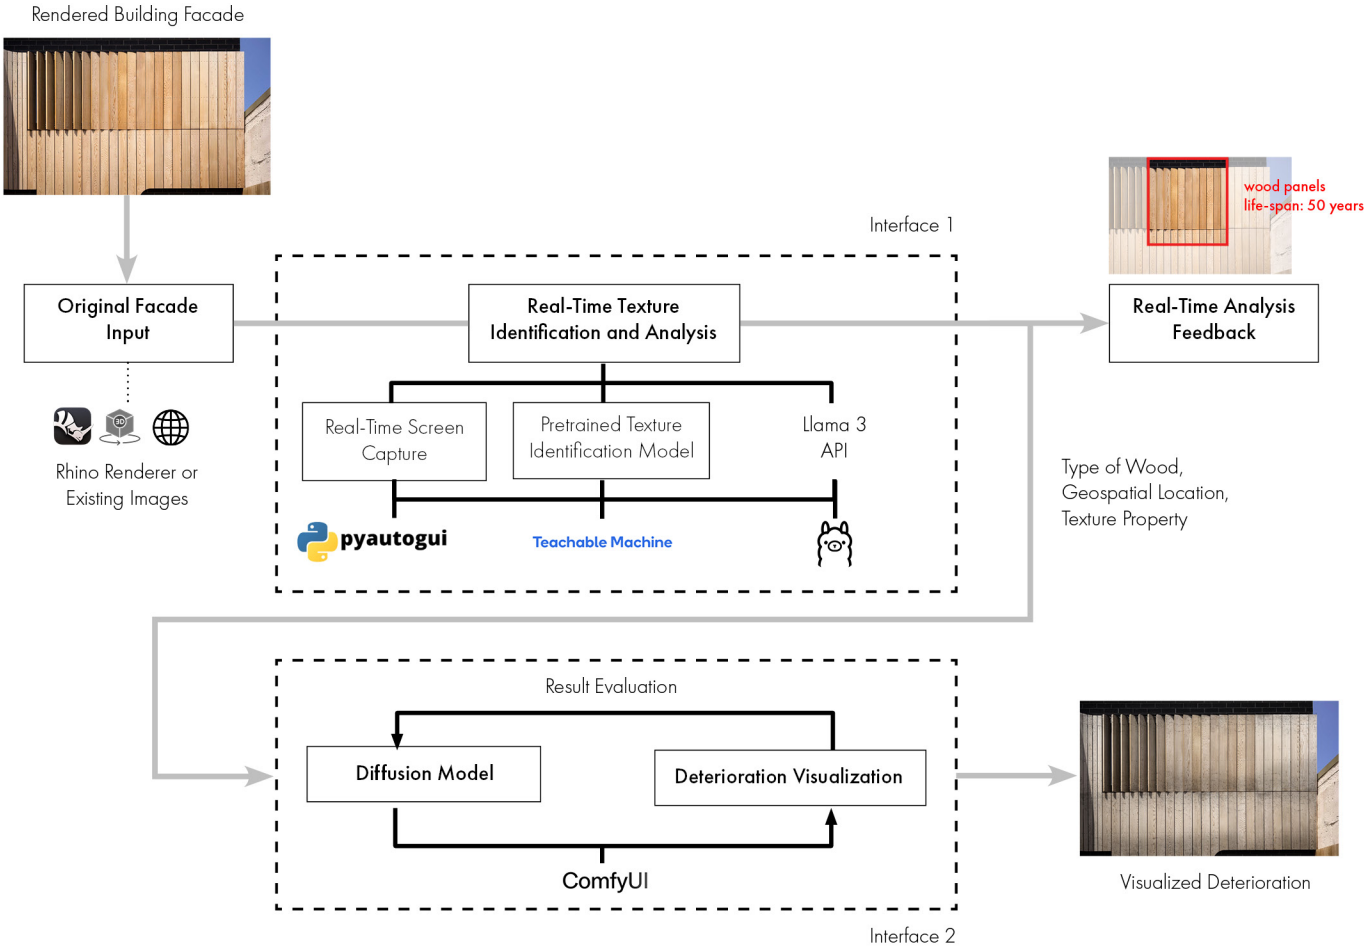 Rendered Building Facade
Interface 1
wood panels
life-span: 50 years
Original Facade
Input
Real-Time Texture
Identification and Analysis
Real-Time Analysis
Feedback
3D
Rhino Renderer or
Existing Images
Real-Time Screen
Capture
Pretrained Texture
Identification Model
Llama 3
API
Type of Wood,
Geospatial Location,
Texture Property
pyautogui
Teachable Machine
Result Evaluation
Diffusion Model
Deterioration Visualization
ComfyUI
Visualized Deterioration
Interface 2